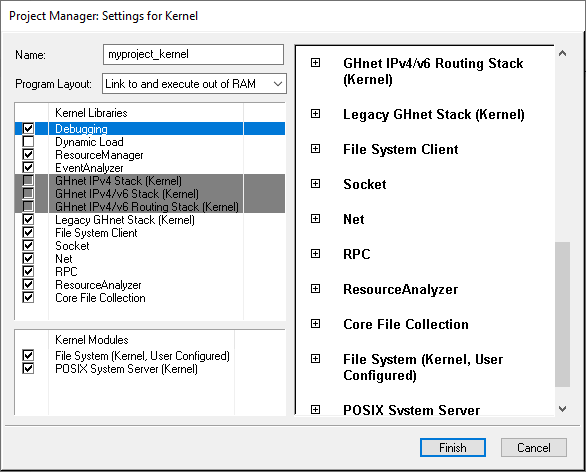 Project Manager: Settings for Kernel
Name:
myproject_kernel
Program Layout:
Link to and execute out of RAM
Kernel Libraries
Debugging
Dynamic Load
ResourceManager
EventAnalyzer
GHnet IPv4 Stack (Kernel)
GHnet IPv4/v6 Stack (Kernel)
GHnet IPv4/v6 Routing Stack (Kernel)
Legacy GHnet Stack (Kernel)
File System Client
Socket
Net
RPC
ResourceAnalyzer
Core File Collection
Kernel Modules
File System (Kernel, User Configured)
POSIX System Server (Kernel)
GHnet IPv4/v6 Routing Stack
(Kernel)
Legacy GHnet Stack (Kernel)
File System Client
Socket
Net
RPC
ResourceAnalyzer
Core File Collection
File System (Kernel, User
Configured)
POSIX System Server
Finish
Cancel